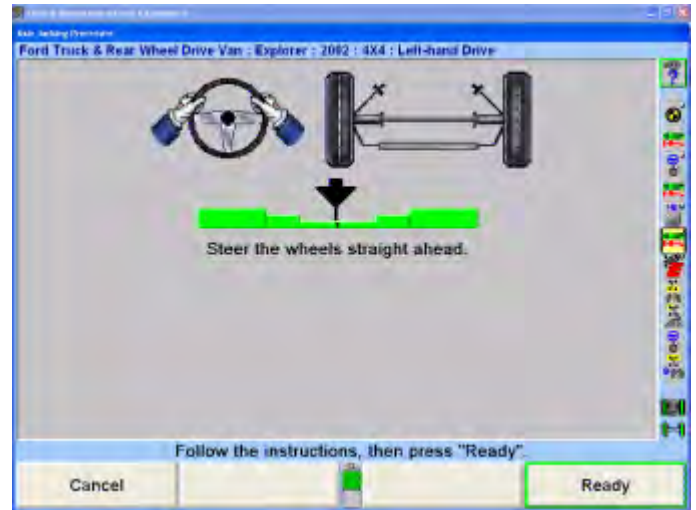 Ford Truck & Rear Wheel Drive Van : Explorer : 2002 : 4X4 : Left-hand Drive
Steer the wheels straight ahead.
Follow the instructions, then press "Ready".
Cancel
Ready